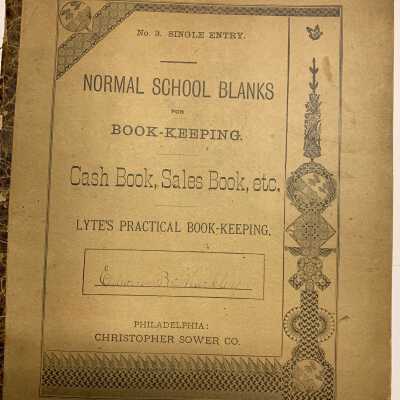 No. 3. SINGLE ENTRY.
NORMAL SCHOOL BLANKS
FOR
BOOK-KEEPING.
Cash Book, Sales Book, etc.
LYTE'S PRACTICAL BOOK-KEEPING.
PHILADELPHIA:
CHRISTOPHER SOWER CO.